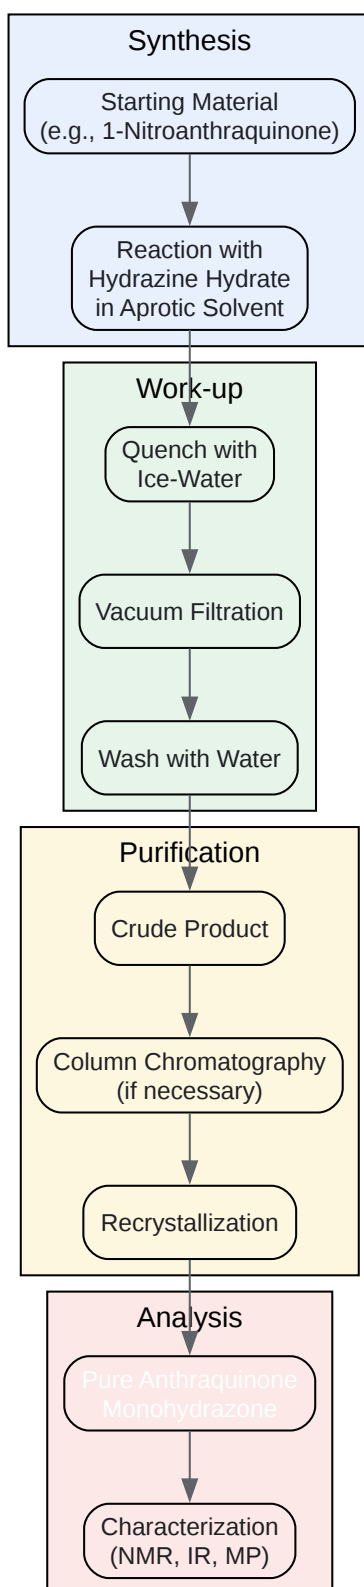 Synthesis
Starting Material
(e.g., 1-Nitroanthraquinone)
Reaction with
Hydrazine Hydrate
in Aprotic Solvent
Work-up
Quench with
Ice-Water
Vacuum Filtration
Wash with Water
Purification
Crude Product
Column Chromatography
(if necessary)
Recrystallization
Analysis
Pure Anthraquinone
Monohydrazone
Characterization
(NMR, IR, MP)